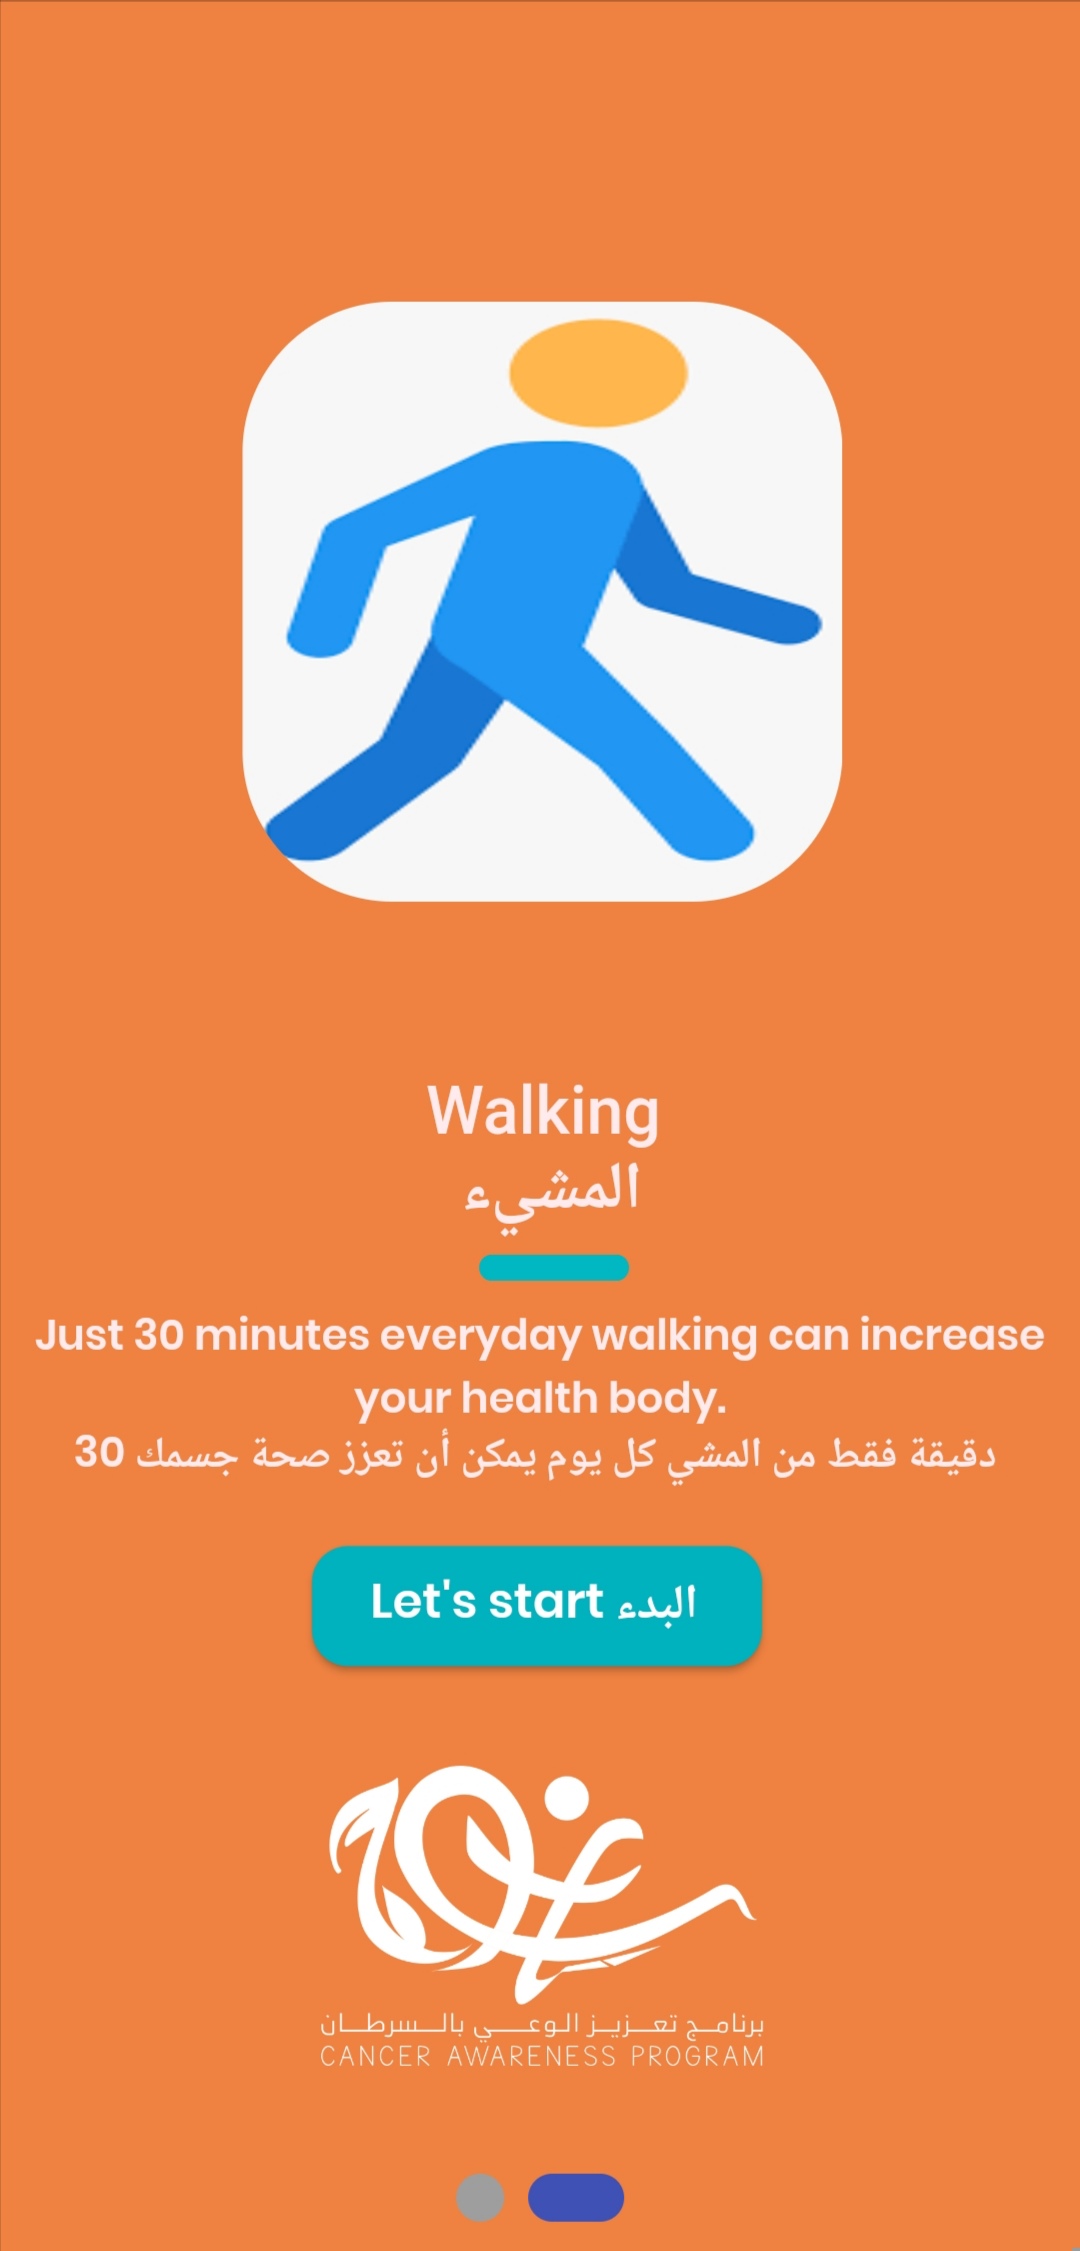 Walking
المشيء
Just 30 minutes everyday walking can increase
your health body.
30 دقيقة فقط من المشي كل يوم يمكن أن تعزز صحة جسمك
Let's start البدء
برنامج تعزيز الوعي بالسرطان
CANCER AWARENESS PROGRAM